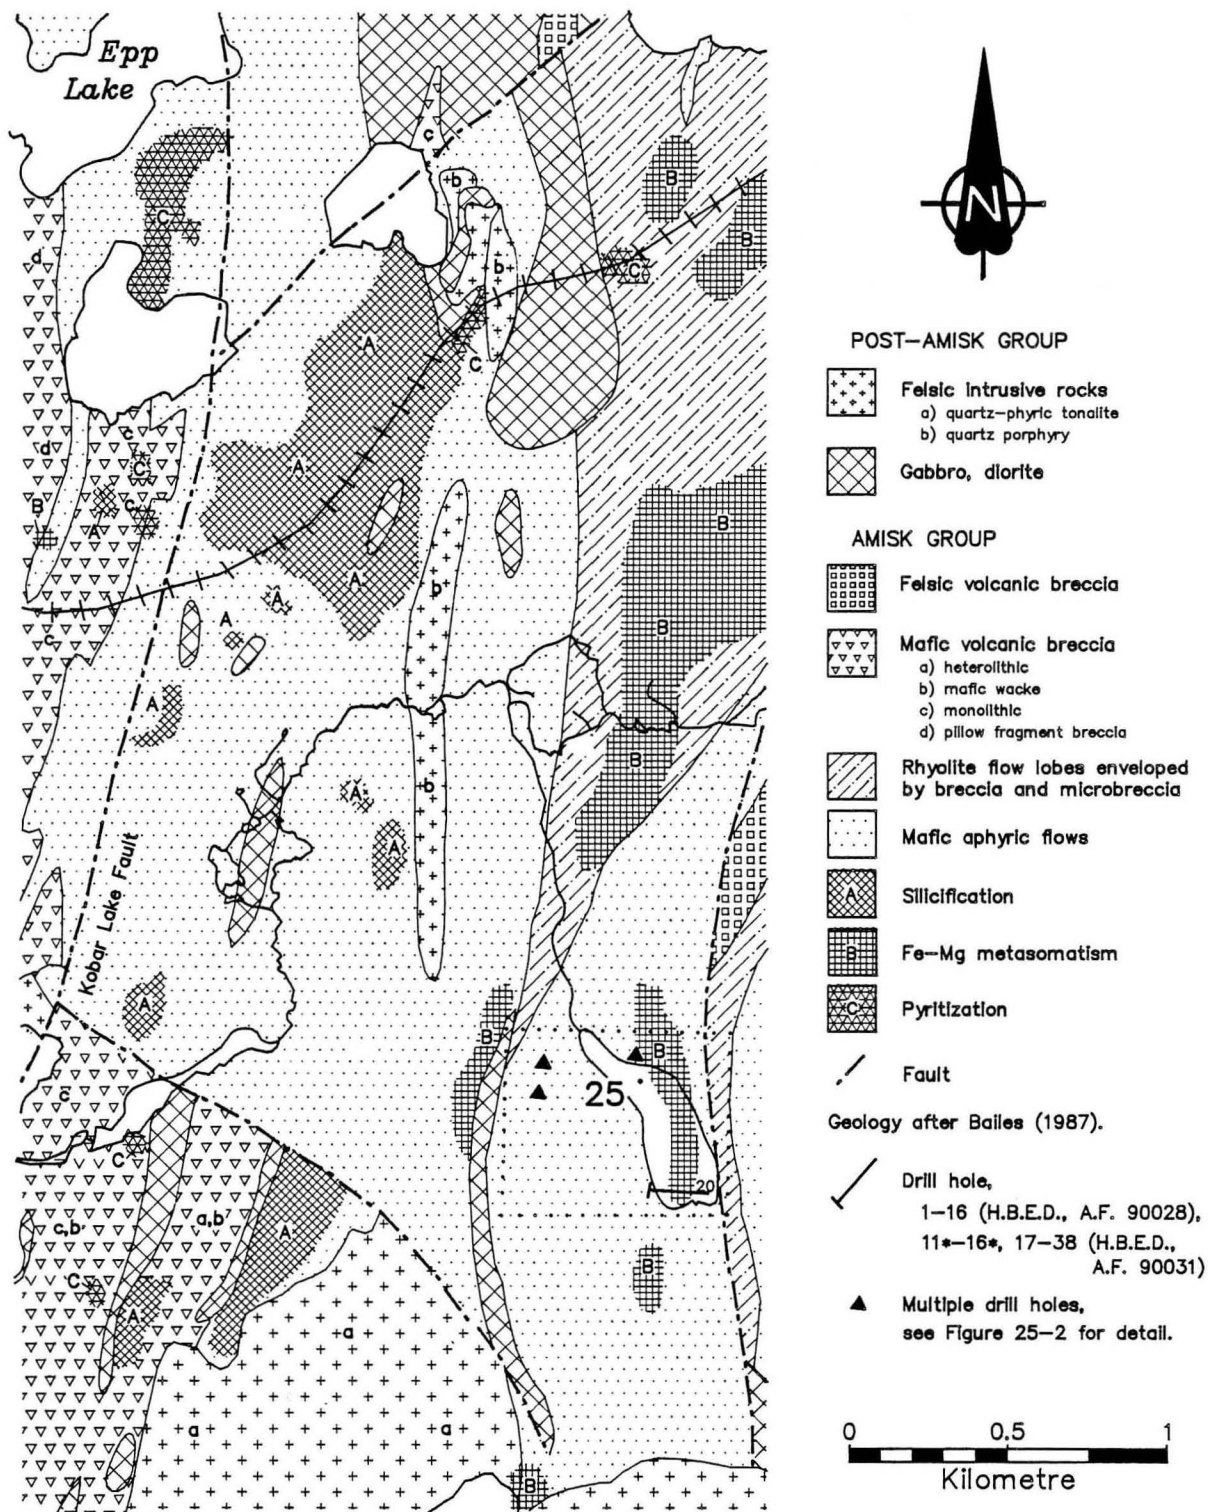 Epp
Lake
c
b
B
B
C
d
b
C
A
C
c
d
C
A
B
c
A
B
A
b
A
A
B
c
A
B
A
b
A
Kobar Lake Fault
A
B
B
25
c
C
20
c,b
a,b
A
B
C
A
a
a
a
B
N
POST-AMISK GROUP
Felsic intrusive rocks
a) quartz-phyric tonalite
b) quartz porphyry
Gabbro, diorite
AMISK GROUP
Felsic volcanic breccia
Mafic volcanic breccia
a) heterolithic
b) mafic wacke
c) monolithic
d) pillow fragment breccia
Rhyolite flow lobes enveloped
by breccia and microbreccia
Mafic aphyric flows
A Silicification
B Fe-Mg metasomatism
C Pyritization
Fault
Geology after Bailes (1987).
Drill hole,
1-16 (H.B.E.D., A.F. 90028),
11*-16*, 17-38 (H.B.E.D.,
A.F. 90031)
Multiple drill holes,
see Figure 25-2 for detail.
0 0.5 1
Kilometre